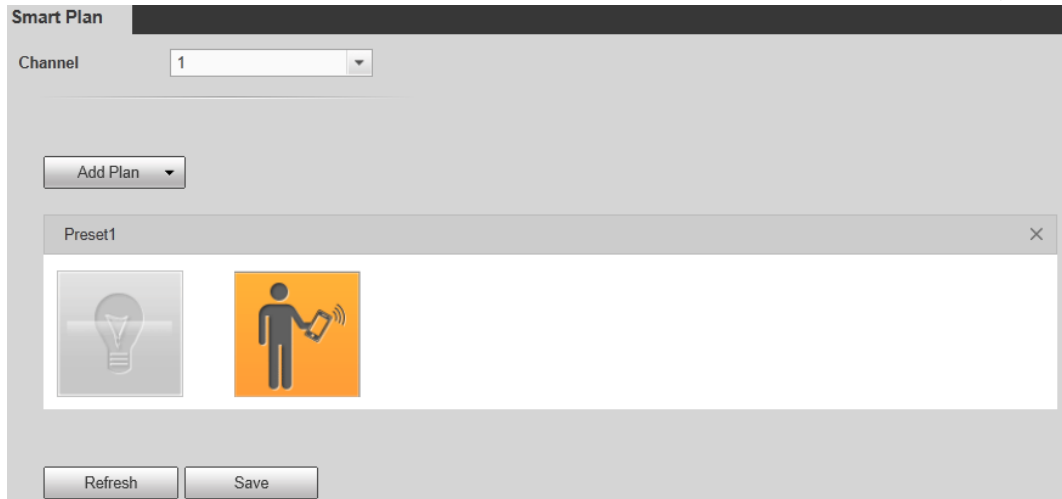 Smart Plan
Channel 1
Add Plan
Preset1
Refresh Save